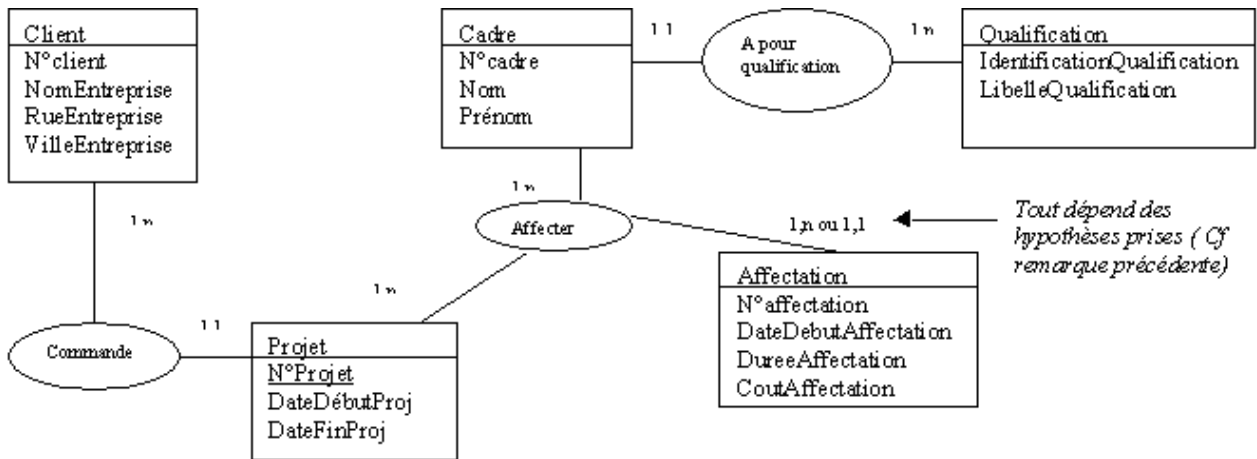 Client
N°client
NomEntreprise
RueEntreprise
VilleEntreprise
1 n
Commande
1 1
Projet
N°Projet
DateDébutProj
DateFinProj
1 n
Affecter
1 n
Cadre
N°cadre
Nom
Prénom
1 1
A pour
qualification
1 n
Qualification
IdentificationQualification
LibelleQualification
1,n ou 1,1
Tout dépend des
hypothèses prises ( Cf
remarque précédente)
Affectation
N°affectation
DateDebutAffectation
DureeAffectation
CoutAffectation